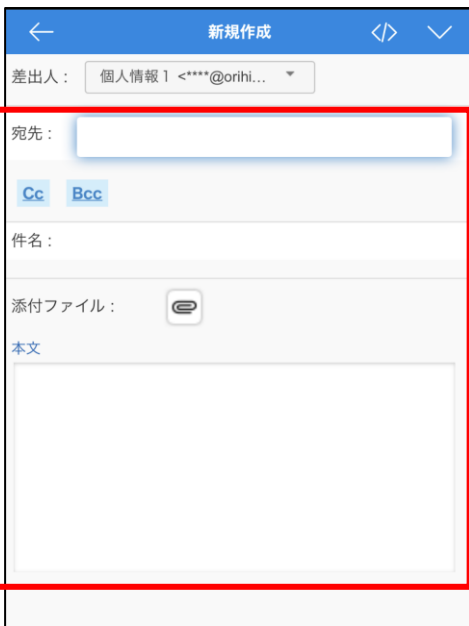 新規作成 </>
差出人： 個人情報１ <****@orihi...
宛先：
Cc Bcc
件名：
添付ファイル：
本文